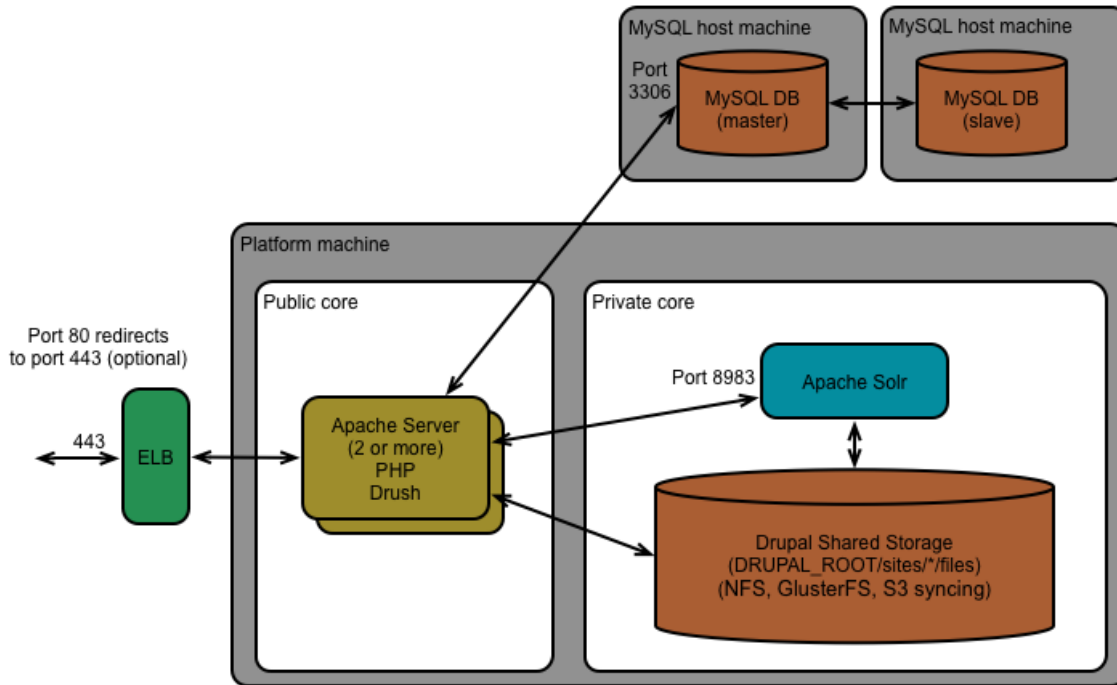 MySQL host machine
MySQL host machine
Port
3306
MySQL DB
(master)
MySQL DB
(slave)
Platform machine
Public core
Private core
Port 80 redirects
to port 443 (optional)
Port 8983
Apache Solr
443
ELB
Apache Server
(2 or more)
PHP
Drush
Drupal Shared Storage
(DRUPAL_ROOT/sites/*/files)
(NFS, GlusterFS, S3 syncing)